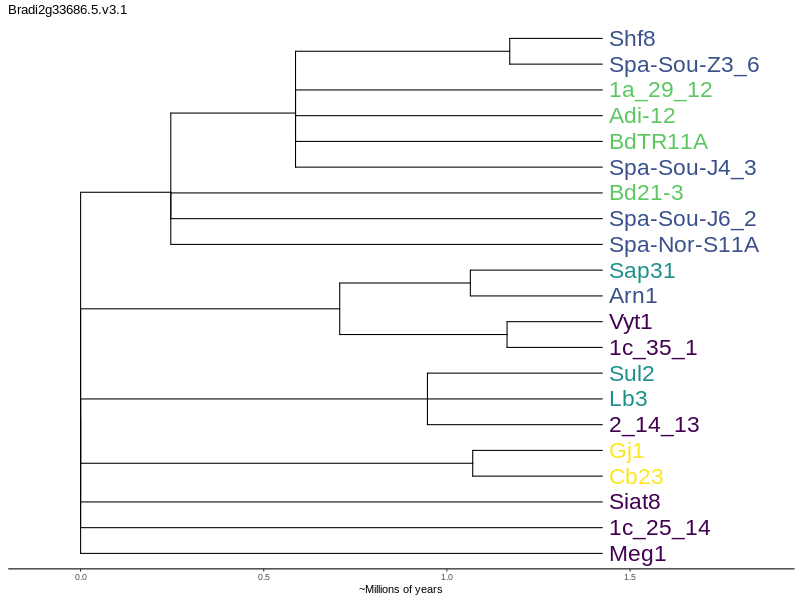 Bradi2g33686.5.v3.1
Shf8
Spa-Sou-Z3_6
1a_29_12
Adi-12
BdTR11A
Spa-Sou-J4_3
Bd21-3
Spa-Sou-J6_2
Spa-Nor-S11A
Sap31
Arn1
Vyt1
1c_35_1
Sul2
Lb3
2_14_13
Gj1
Cb23
Siat8
1c_25_14
Meg1
0.0 0.5 1.0 1.5
~Millions of years